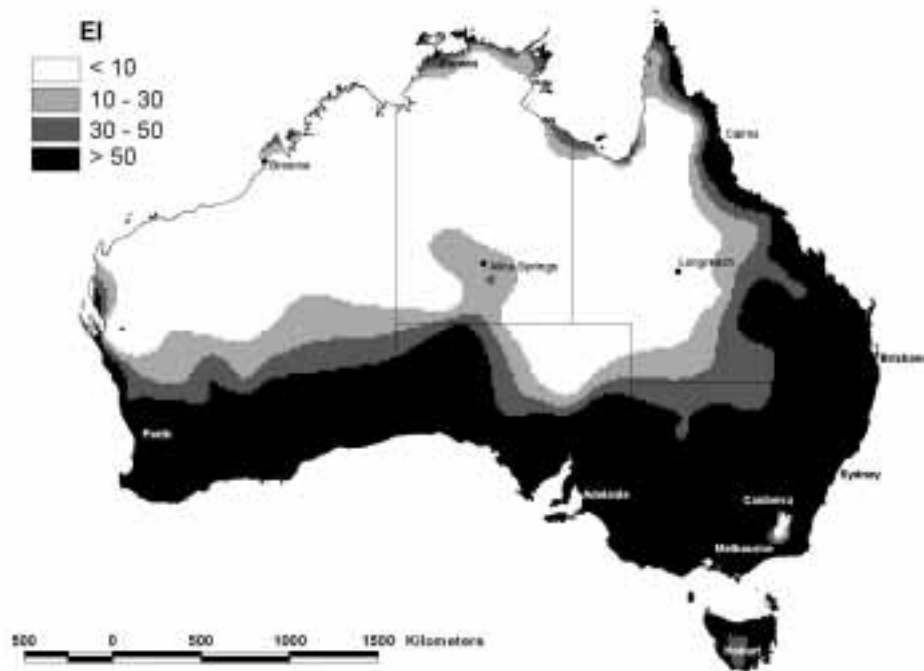 EI
< 10
10 - 30
30 - 50
> 50
Cairns
Broome
Alice Springs
Longreach
Brisbane
Perth
Sydney
Adelaide
Canberra
Melbourne
Hobart
500 0 500 1000 1500 Kilometers